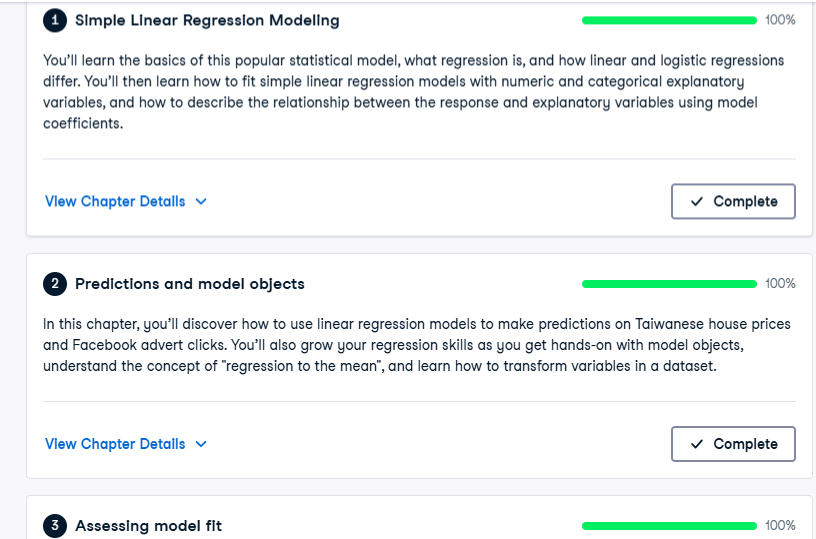 1 Simple Linear Regression Modeling 100%
You'll learn the basics of this popular statistical model, what regression is, and how linear and logistic regressions
differ. You'll then learn how to fit simple linear regression models with numeric and categorical explanatory
variables, and how to describe the relationship between the response and explanatory variables using model
coefficients.
View Chapter Details Complete
2 Predictions and model objects 100%
In this chapter, you'll discover how to use linear regression models to make predictions on Taiwanese house prices
and Facebook advert clicks. You'll also grow your regression skills as you get hands-on with model objects,
understand the concept of "regression to the mean", and learn how to transform variables in a dataset.
View Chapter Details Complete
3 Assessing model fit 100%